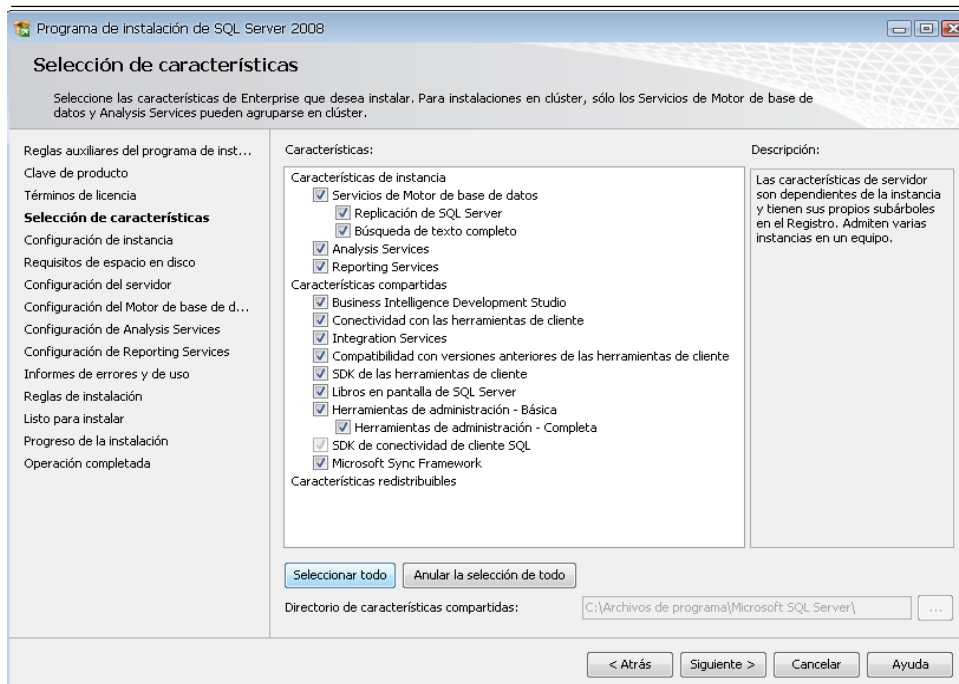 Programa de instalación de SQL Server 2008
Selección de características
Seleccione las características de Enterprise que desea instalar. Para instalaciones en clúster, sólo los Servicios de Motor de base de
datos y Analysis Services pueden agruparse en clúster.
Reglas auxiliares del programa de inst...
Clave de producto
Términos de licencia
Selección de características
Configuración de instancia
Requisitos de espacio en disco
Configuración del servidor
Configuración del Motor de base de d...
Configuración de Analysis Services
Configuración de Reporting Services
Informes de errores y de uso
Reglas de instalación
Listo para instalar
Progreso de la instalación
Operación completada
Características:
Características de instancia
Servicios de Motor de base de datos
Replicación de SQL Server
Búsqueda de texto completo
Analysis Services
Reporting Services
Características compartidas
Business Intelligence Development Studio
Conectividad con las herramientas de cliente
Integration Services
Compatibilidad con versiones anteriores de las herramientas de cliente
SDK de las herramientas de cliente
Libros en pantalla de SQL Server
Herramientas de administración - Básica
Herramientas de administración - Completa
SDK de conectividad de cliente SQL
Microsoft Sync Framework
Características redistribuibles
Descripción:
Las características de servidor
son dependientes de la instancia
y tienen sus propios subárboles
en el Registro. Admiten varias
instancias en un equipo.
Seleccionar todo
Anular la selección de todo
Directorio de características compartidas:
C:\Archivos de programa\Microsoft SQL Server\
...
< Atrás
Siguiente >
Cancelar
Ayuda